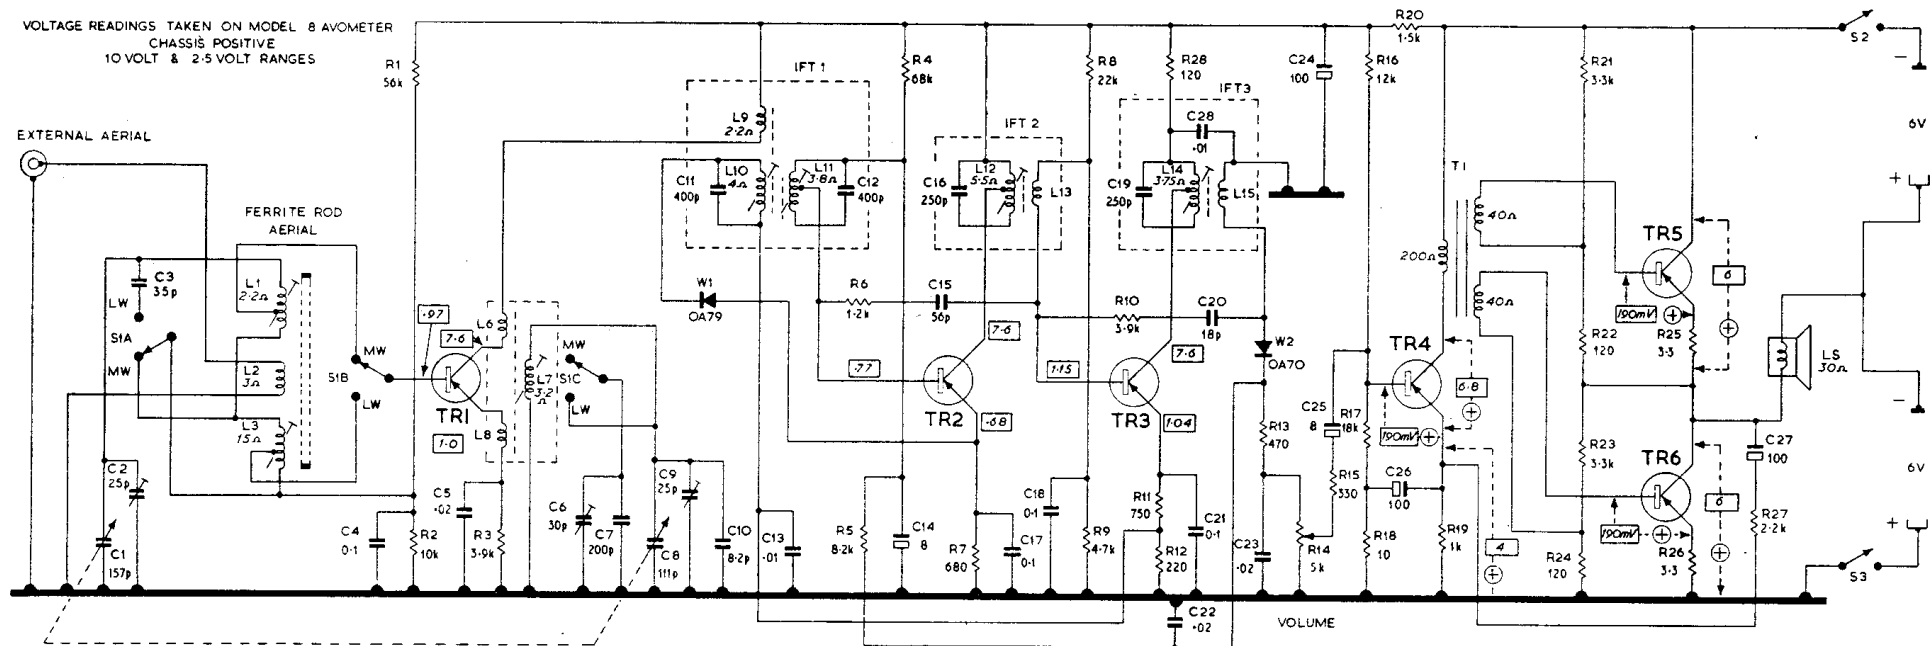 VOLTAGE READINGS TAKEN ON MODEL 8 AVOMETER
CHASSIS POSITIVE
10 VOLT & 2·5 VOLT RANGES
EXTERNAL AERIAL
FERRITE ROD
AERIAL
C3
35p
LW
S1A
MW
L1
2·2Ω
L2
3Ω
L3
15Ω
C2
25p
C1
157p
MW
S1B
LW
R1
56k
·97
7·6
TR1
1·0
C4
0·1
R2
10k
C5
·02
R3
3·9k
L6
L7
3·2Ω
L8
MW
S1C
LW
C6
30p
C7
200p
C8
111p
C9
25p
C10
8·2p
C13
·01
IFT 1
L9
2·2Ω
C11
400p
L10
4Ω
L11
3·8Ω
C12
400p
W1
OA79
R4
68k
R6
1·2k
C15
56p
·77
TR2
7·6
·68
R5
8·2k
C14
8
R7
680
C17
0·1
IFT 2
C16
250p
L12
5·5Ω
L13
R8
22k
R10
3·9k
C20
18p
1·15
TR3
7·6
1·04
C18
0·1
R9
4·7k
R11
750
R12
220
C21
0·1
C22
·02
R28
120
IFT3
C28
·01
C19
250p
L14
3·75Ω
L15
C24
100
W2
OA70
R13
470
C23
·02
R14
5k
VOLUME
R20
1·5k
R16
12k
C25
8
R17
18k
R15
330
R18
10
C26
100
R19
1k
TR4
190mV +
6·8
+
4
+
T1
200Ω
40Ω
40Ω
R21
3·3k
R22
120
R23
3·3k
R24
120
TR5
190mV +
6
+
R25
3·3
TR6
190mV +
6
+
R26
3·3
C27
100
R27
2·2k
LS
30Ω
S2
−
6V
+
−
6V
+
S3